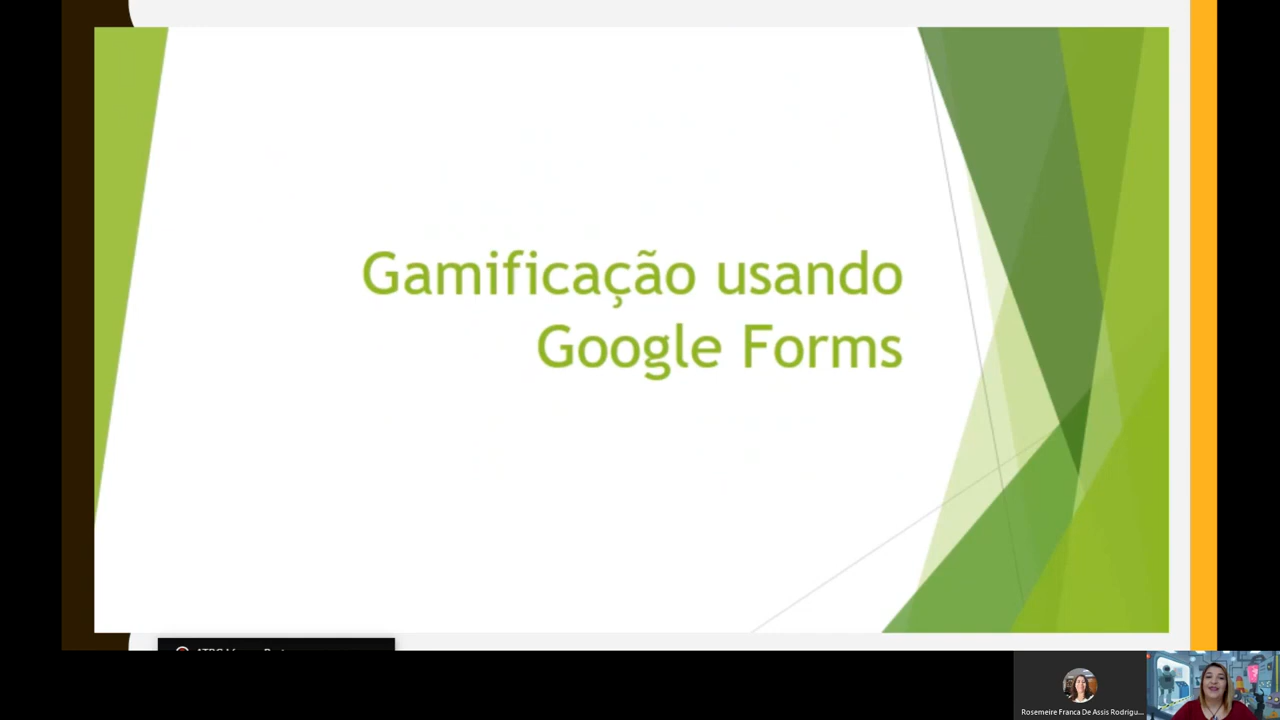 Gamificação usando
Google Forms
Rosemeire Franca De Assis Rodrigu...